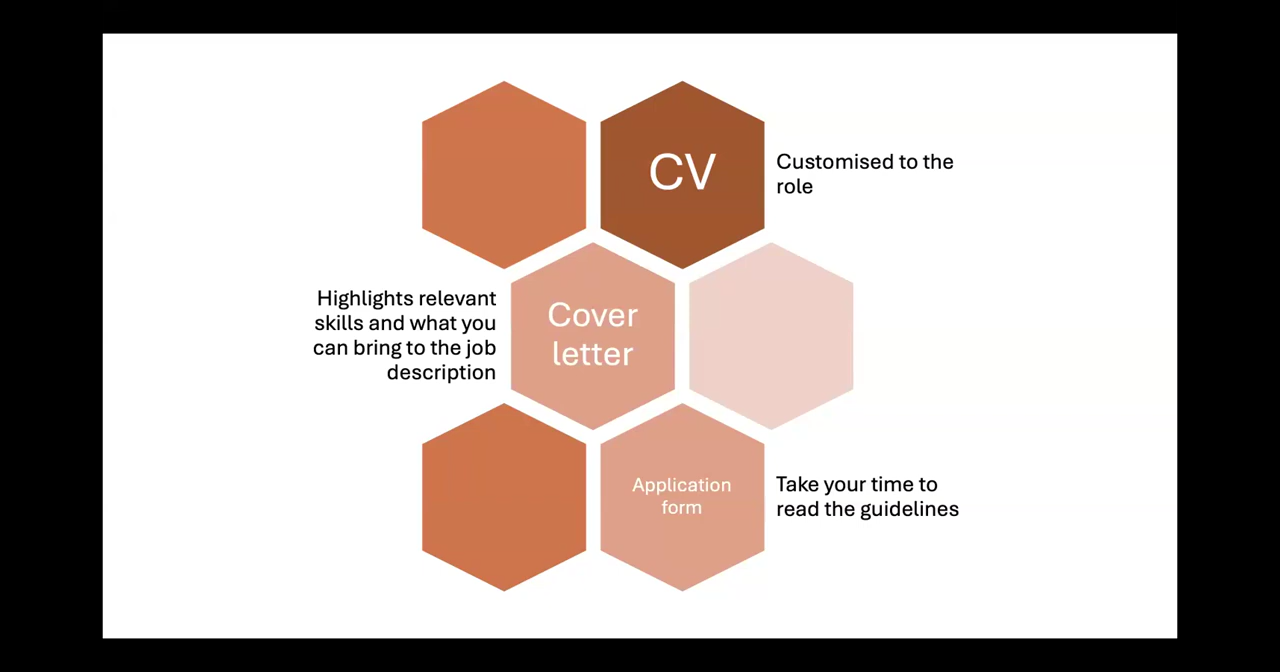 CV
Customised to the
role
Highlights relevant
skills and what you
can bring to the job
description
Cover
letter
Application
form
Take your time to
read the guidelines